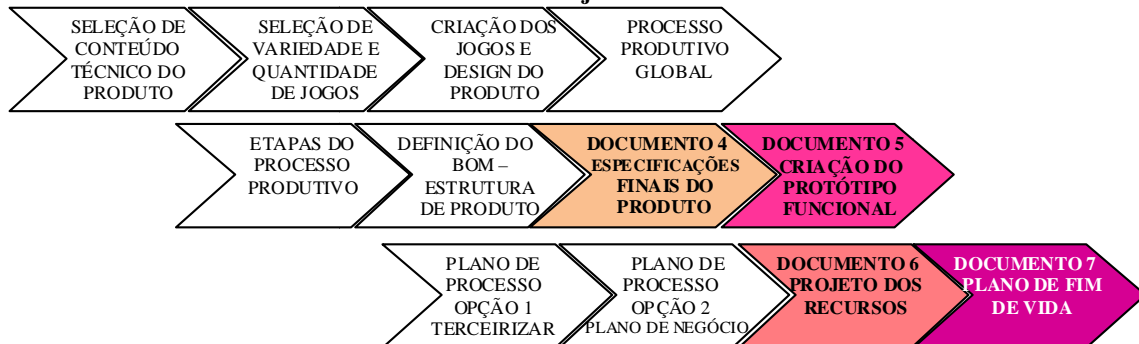 SELEÇÃO DE
CONTEÚDO
TÉCNICO DO
PRODUTO
SELEÇÃO DE
VARIEDADE E
QUANTIDADE
DE JOGOS
CRIAÇÃO DOS
JOGOS E
DESIGN DO
PRODUTO
PROCESSO
PRODUTIVO
GLOBAL
ETAPAS DO
PROCESSO
PRODUTIVO
DEFINIÇÃO DO
BOM –
ESTRUTURA
DE PRODUTO
DOCUMENTO 4
ESPECIFICAÇÕES
FINAIS DO
PRODUTO
DOCUMENTO 5
CRIAÇÃO DO
PROTÓTIPO
FUNCIONAL
PLANO DE
PROCESSO
OPÇÃO 1
TERCEIRIZAR
PLANO DE
PROCESSO
OPÇÃO 2
PLANO DE NEGÓCIO
DOCUMENTO 6
PROJETO DOS
RECURSOS
DOCUMENTO 7
PLANO DE FIM
DE VIDA